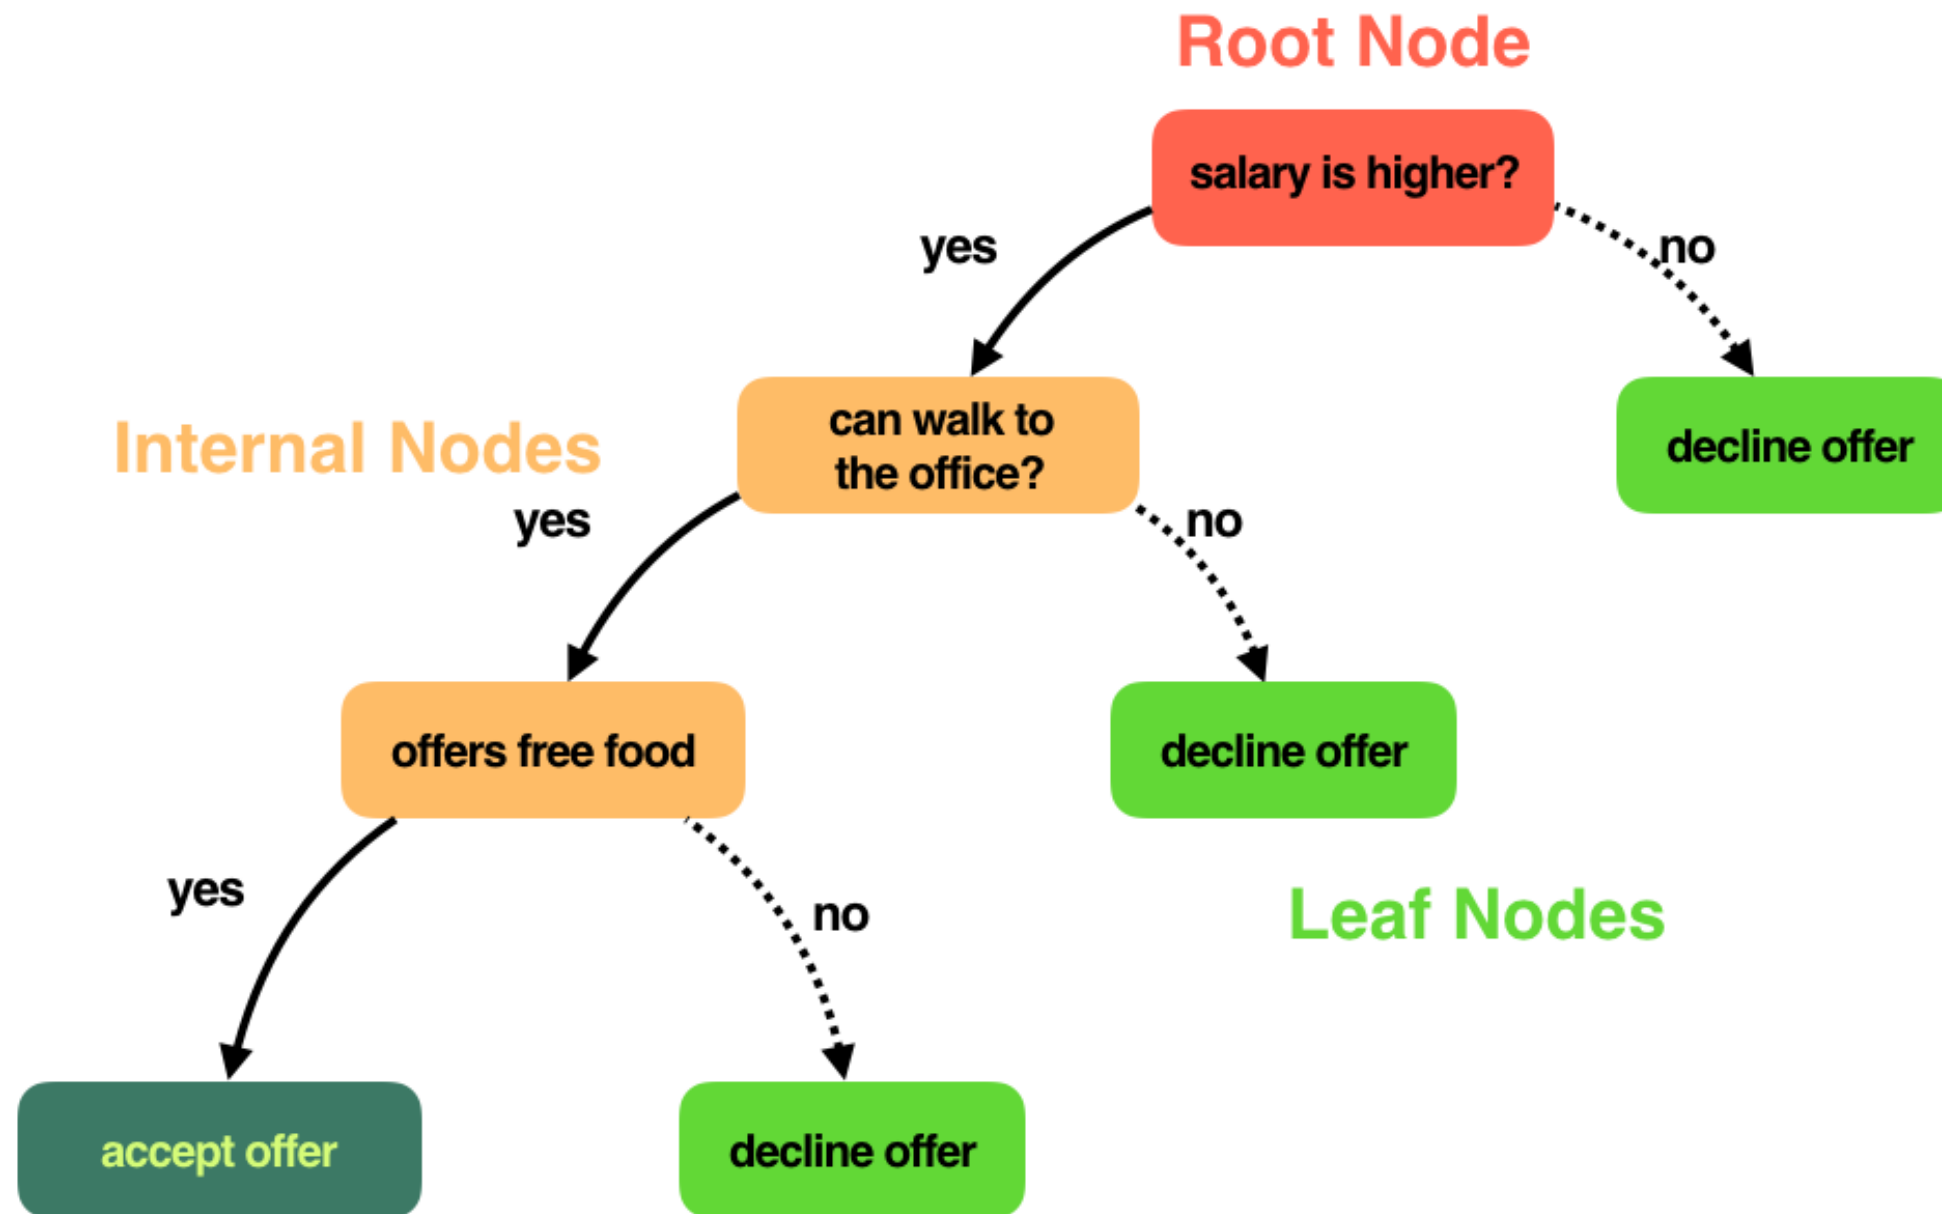 Root Node
salary is higher?
yes
no
can walk to
the office?
decline offer
Internal Nodes
yes
no
offers free food
decline offer
yes
no
Leaf Nodes
accept offer
decline offer